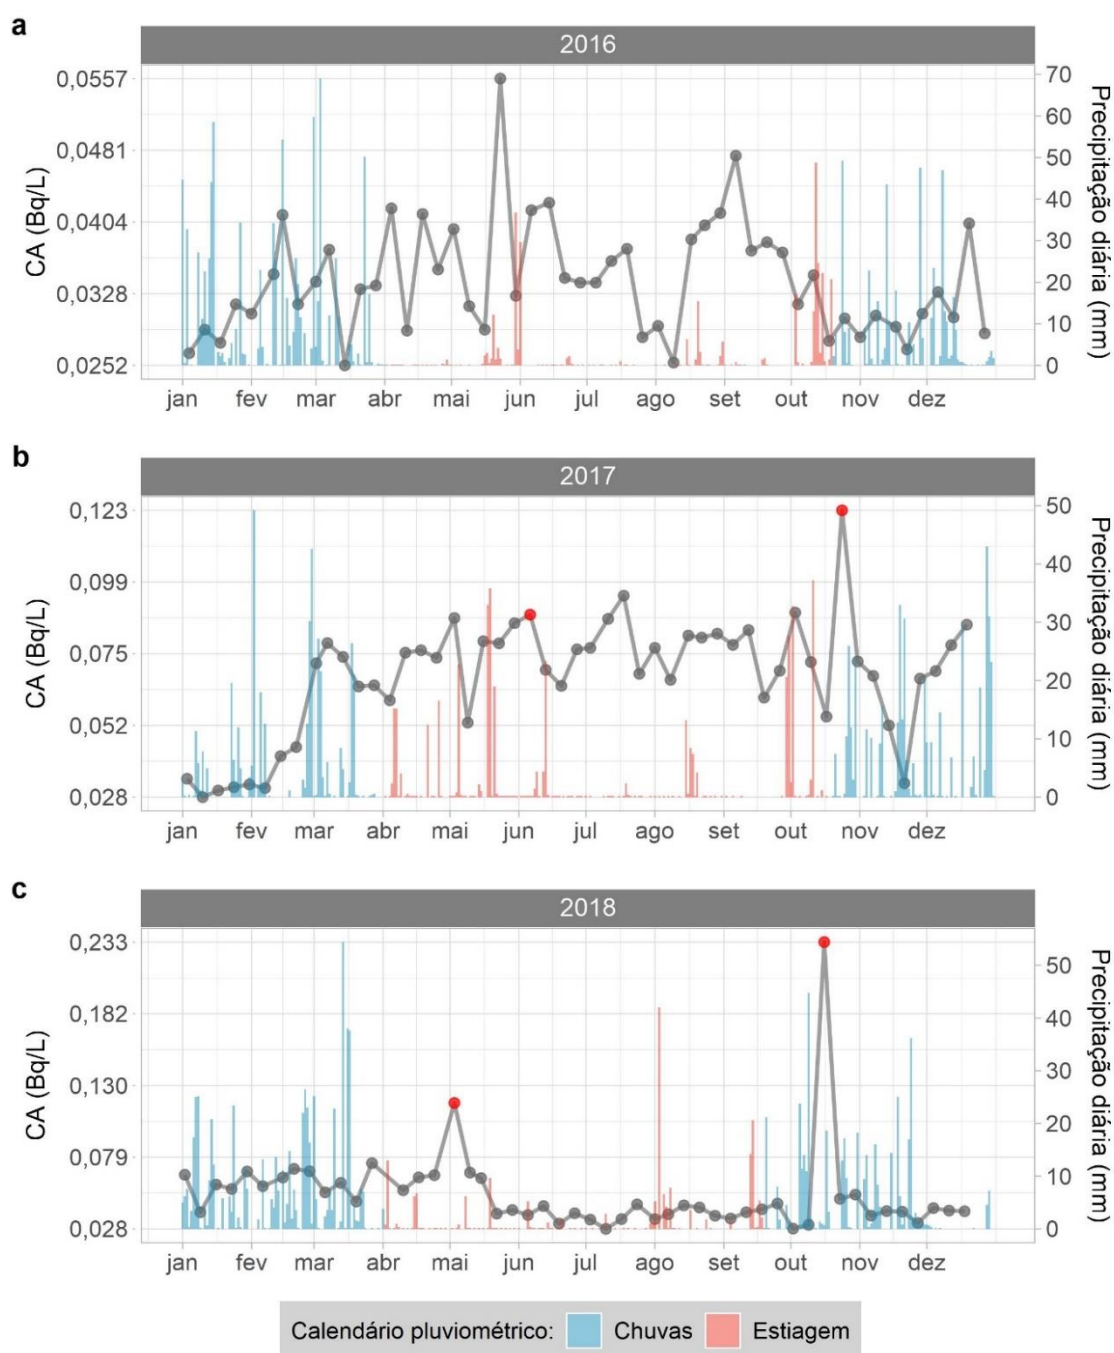 a
2016
CA (Bq/L)
0,0557
0,0481
0,0404
0,0328
0,0252
70
60
50
40
30
20
10
0
Precipitação diária (mm)
jan fev mar abr mai jun jul ago set out nov dez
b
2017
CA (Bq/L)
0,123
0,099
0,075
0,052
0,028
50
40
30
20
10
0
Precipitação diária (mm)
jan fev mar abr mai jun jul ago set out nov dez
c
2018
CA (Bq/L)
0,233
0,182
0,130
0,079
0,028
50
40
30
20
10
0
Precipitação diária (mm)
jan fev mar abr mai jun jul ago set out nov dez
Calendário pluviométrico: Chuvas Estiagem